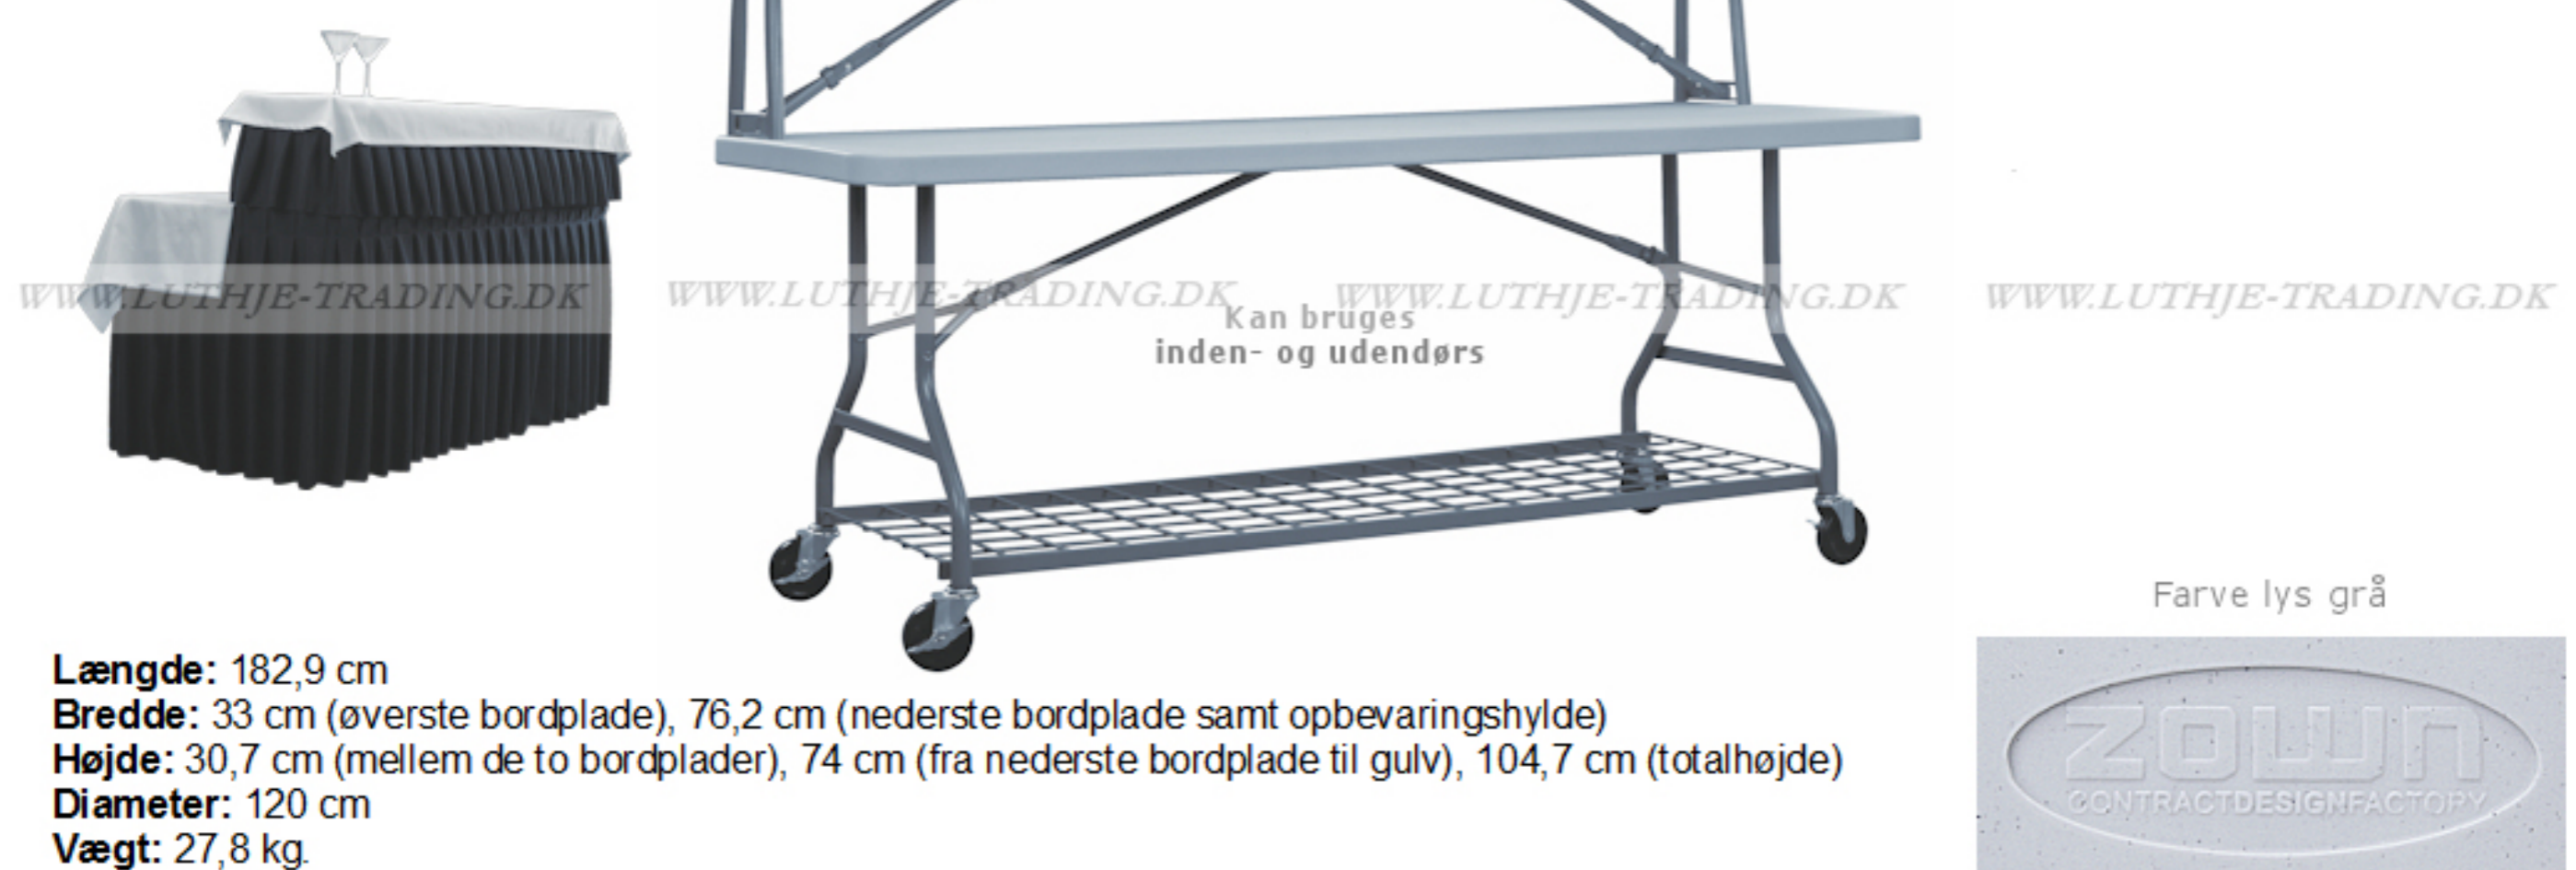 WWW.LUTHJE-TRADING.DK
WWW.LUTHJE-TRADING.DK
WWW.LUTHJE-TRADING.DK
WWW.LUTHJE-TRADING.DK
Kan bruges
inden- og udendørs
Farve lys grå
Længde: 182,9 cm
Bredde: 33 cm (øverste bordplade), 76,2 cm (nederste bordplade samt opbevaringshylde)
Højde: 30,7 cm (mellem de to bordplader), 74 cm (fra nederste bordplade til gulv), 104,7 cm (totalhøjde)
Diameter: 120 cm
Vægt: 27,8 kg.
ZOWN
CONTRACTDESIGNFACTORY